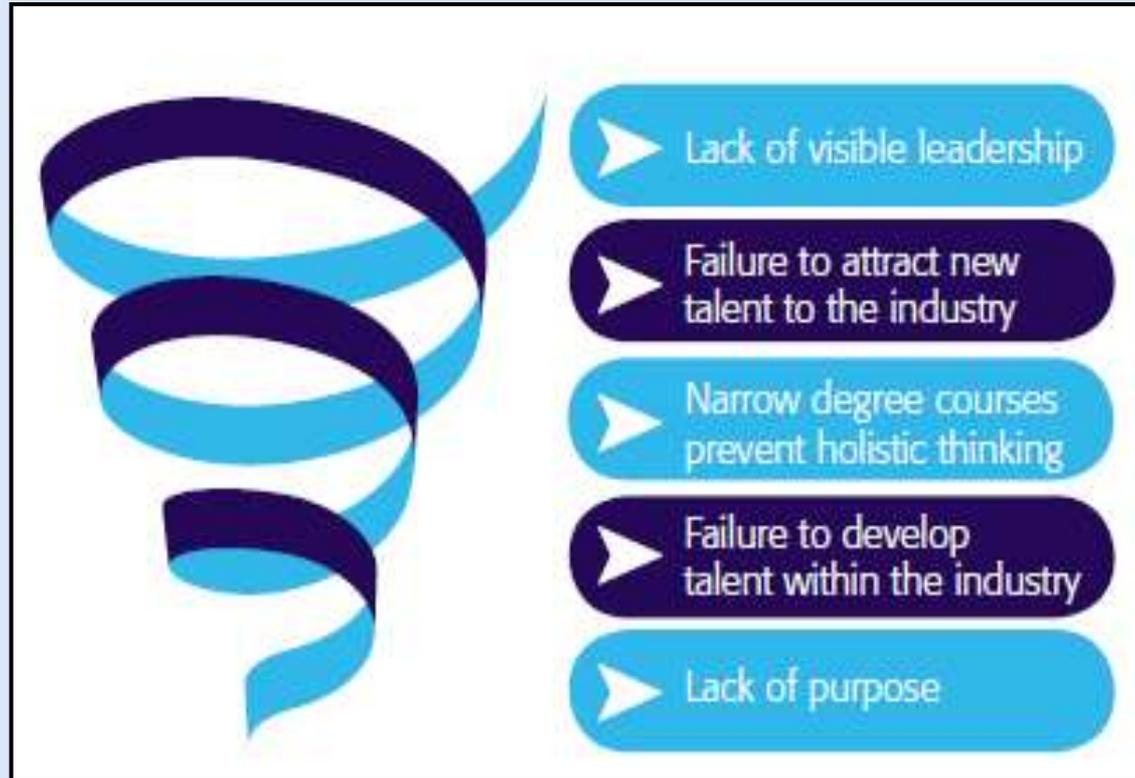 Lack of visible leadership
Failure to attract new
talent to the industry
Narrow degree courses
prevent holistic thinking
Failure to develop
talent within the industry
Lack of purpose